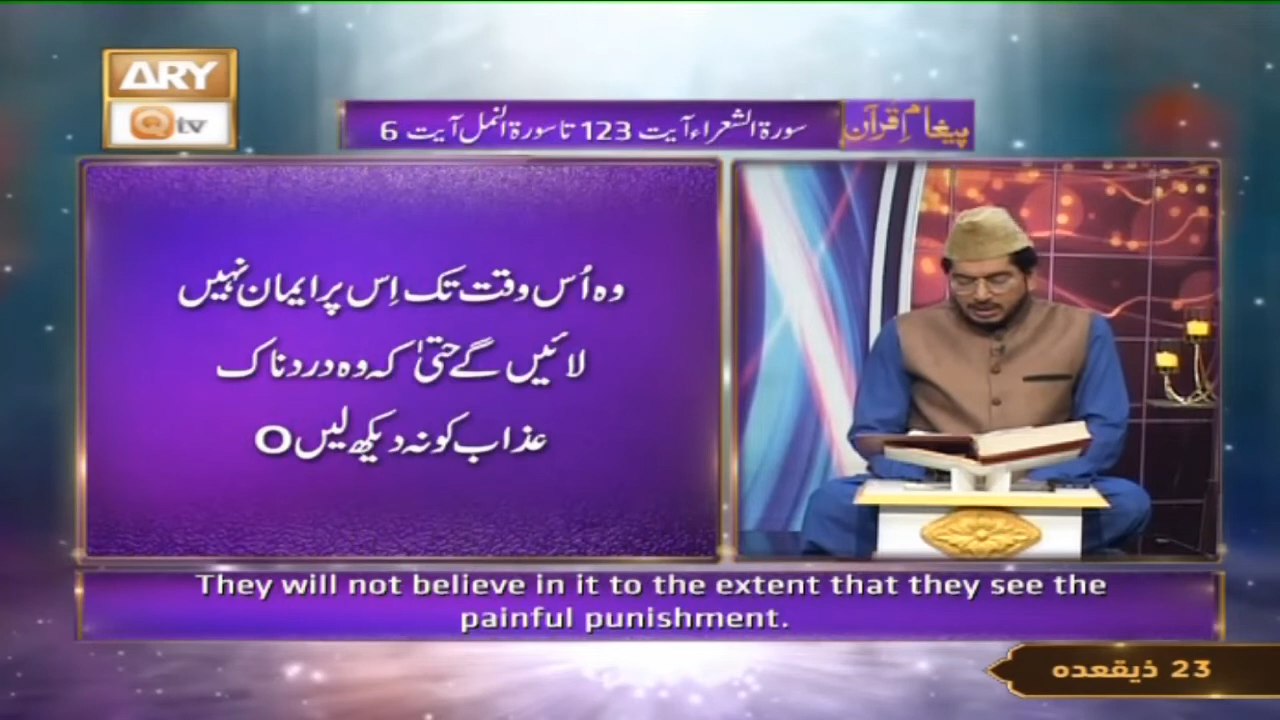 ARY
Qtv
پیغامِ قرآن
سورۃ الشعراء آیت 123 تا سورۃ النمل آیت 6
وہ اُس وقت تک اِس پر ایمان نہیں
لائیں گے حتیٰ کہ وہ دردناک
عذاب کو نہ دیکھ لیںO
They will not believe in it to the extent that they see the
painful punishment.
23 ذیقعدہ